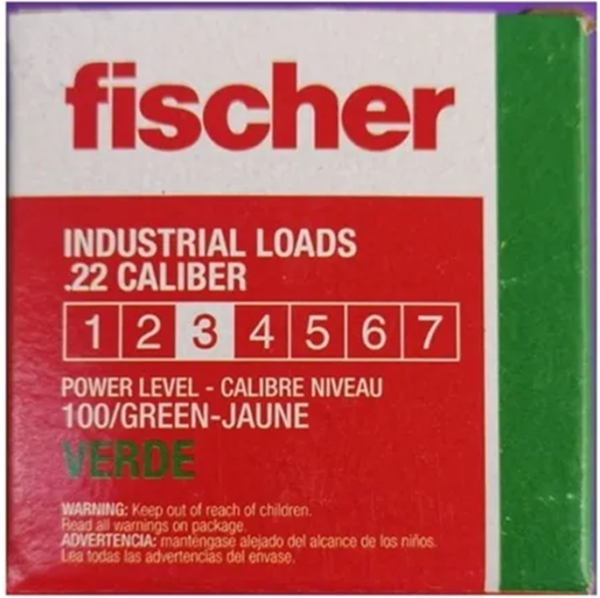 fischer
INDUSTRIAL LOADS
.22 CALIBER
1 2 3 4 5 6 7
POWER LEVEL - CALIBRE NIVEAU
100/GREEN-JAUNE
VERDE
WARNING: Keep out of reach of children.
Read all warnings on package.
ADVERTENCIA: manténgase alejado del alcance de los niños.
Lea todas las advertencias del envase.